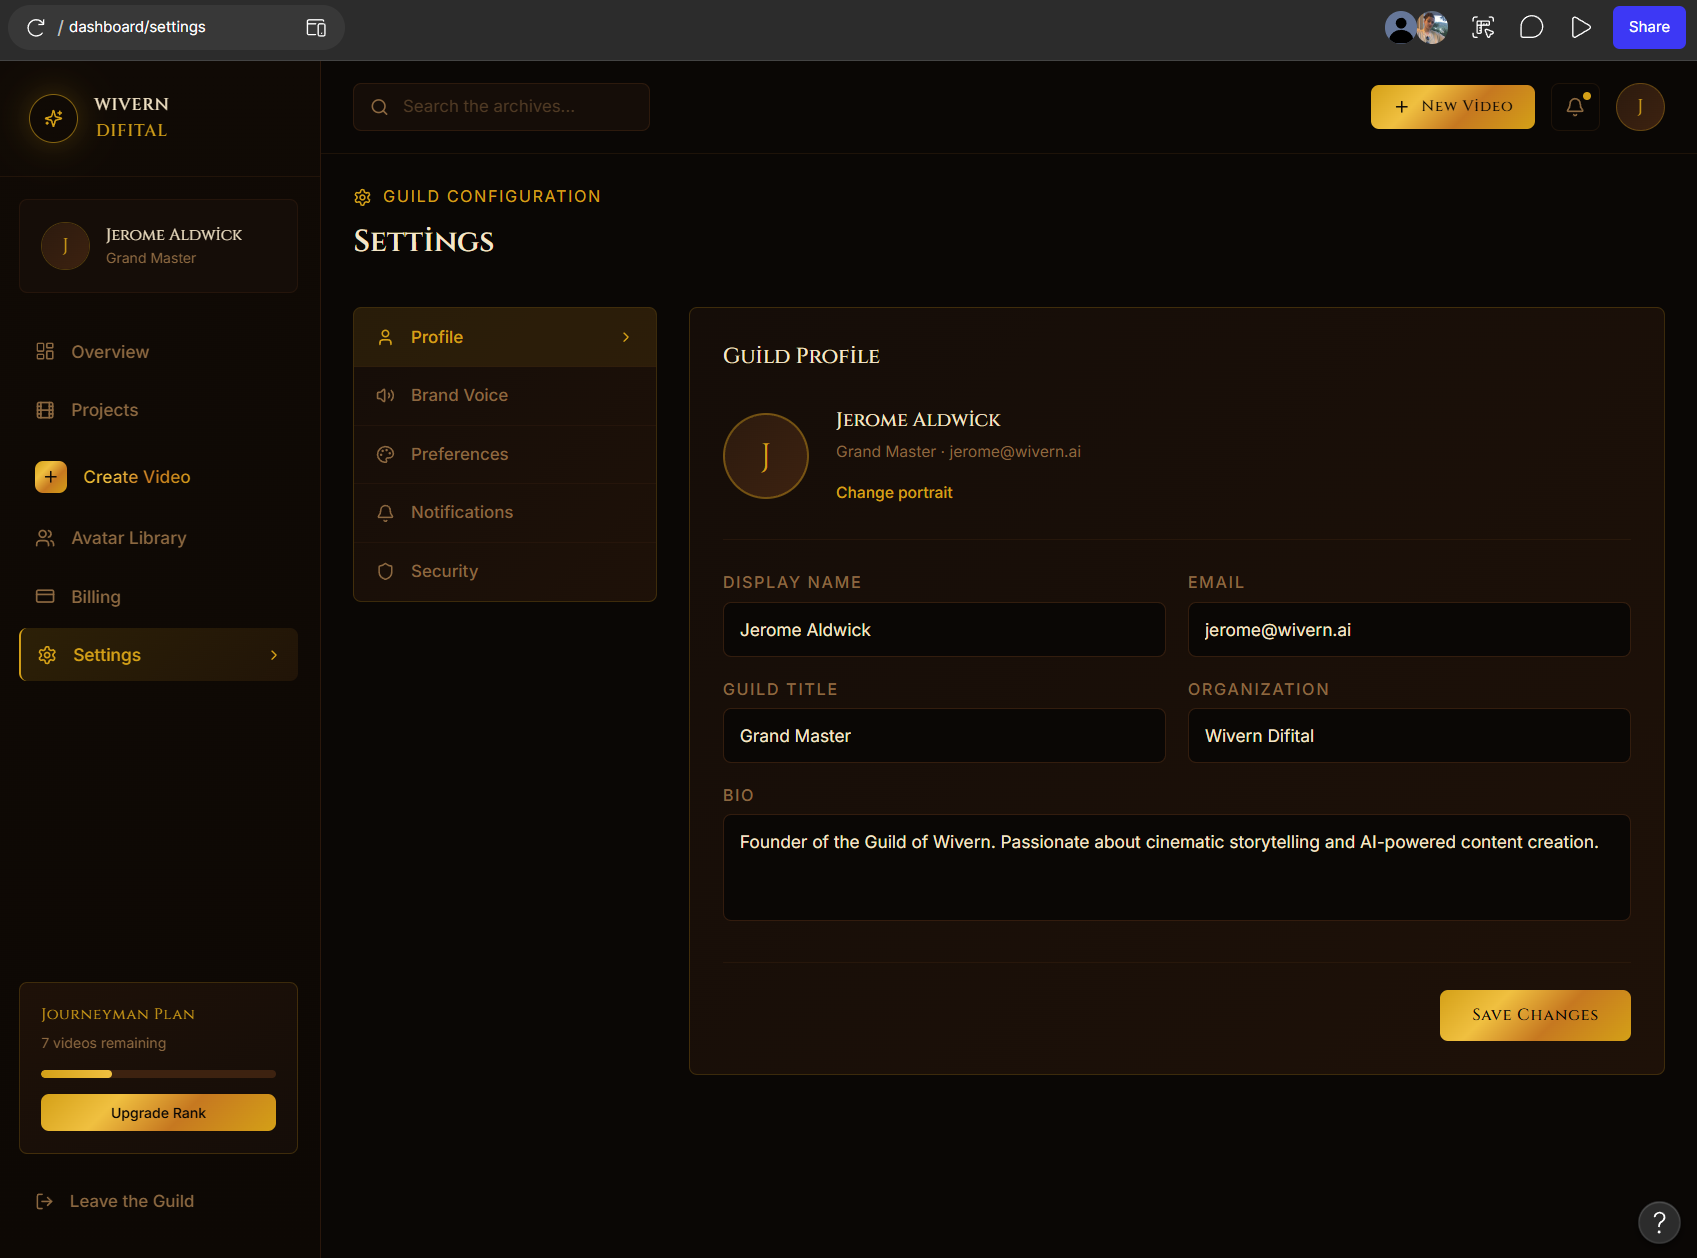 / dashboard/settings
Share
WIVERN
DIFITAL
Search the archives...
+ New Video
J
Jerome Aldwick
Grand Master
J
Overview
Projects
Create Video
Avatar Library
Billing
Settings
Journeyman Plan
7 videos remaining
Upgrade Rank
Leave the Guild
GUILD CONFIGURATION
Settings
Profile
Brand Voice
Preferences
Notifications
Security
Guild Profile
J
Jerome Aldwick
Grand Master · jerome@wivern.ai
Change portrait
DISPLAY NAME
Jerome Aldwick
EMAIL
jerome@wivern.ai
GUILD TITLE
Grand Master
ORGANIZATION
Wivern Difital
BIO
Founder of the Guild of Wivern. Passionate about cinematic storytelling and AI-powered content creation.
Save Changes
?